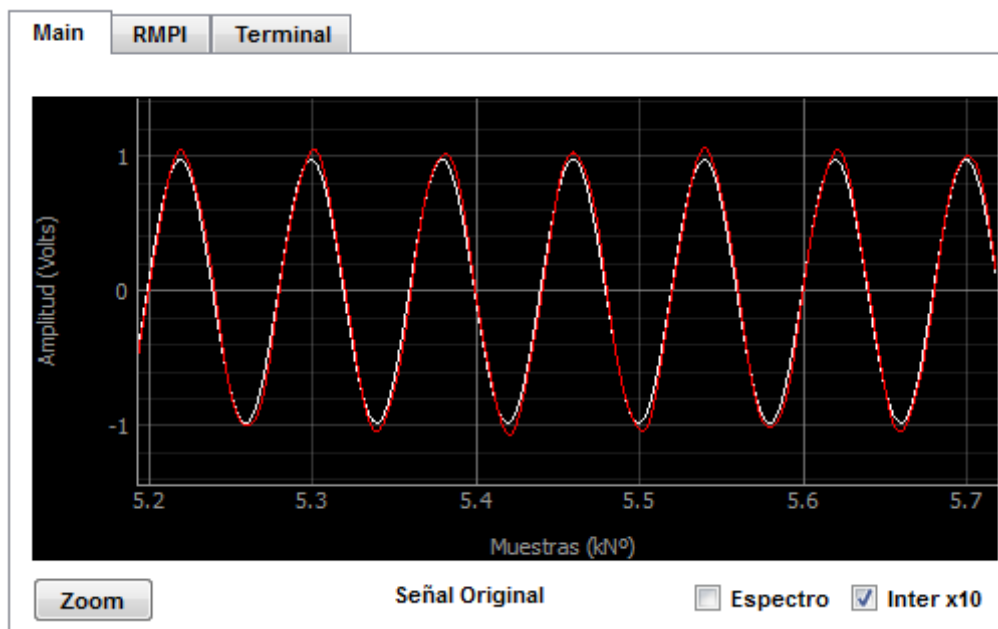 Main RMPI Terminal
Amplitud (Volts)
1
0
-1
5.2 5.3 5.4 5.5 5.6 5.7
Muestras (kNº)
Zoom Señal Original Espectro Inter x10